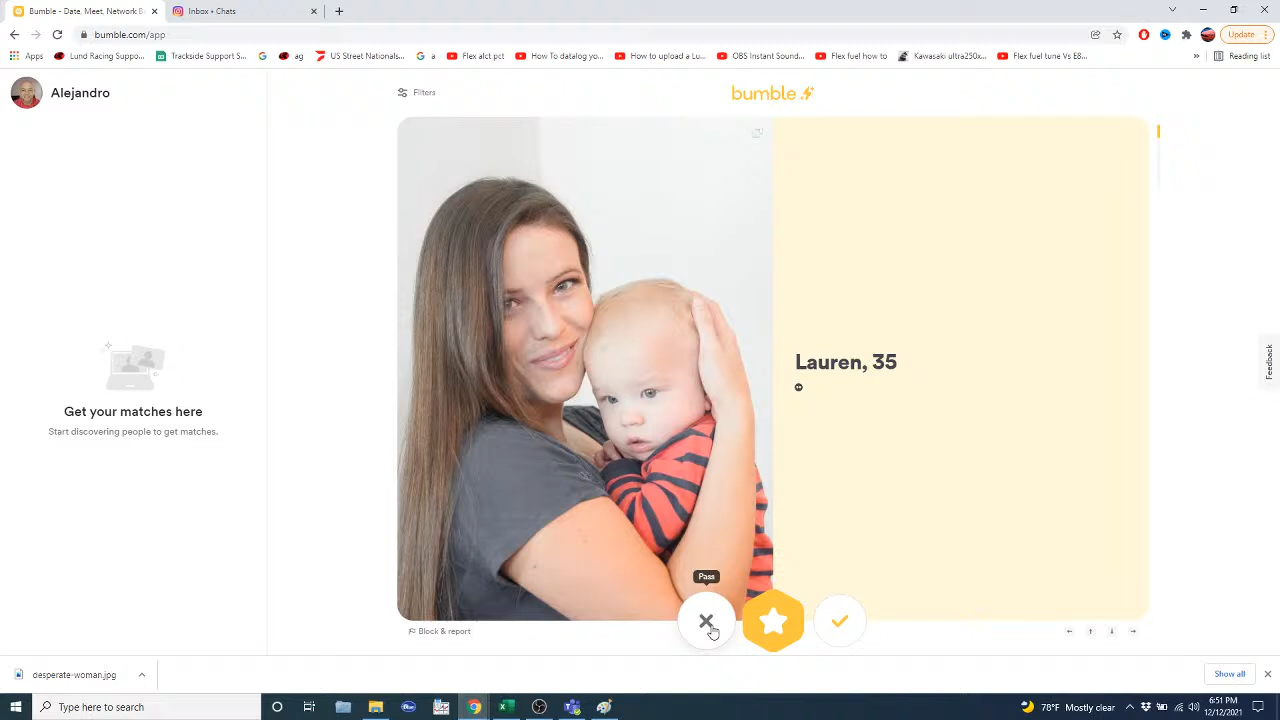 Bumble - Date, Meet, Network B
Inbox • Chats
bumble.com/app
Update
Apps
Lund Racing Suppo...
Trackside Support S...
ag
US Street Nationals...
a
Flex alct pct
How To datalog yo...
How to upload a Lu...
OBS Instant Sound...
Flex fuel how to
Kawasaki ultra250x...
Flex fuel tune Vs E8...
»
Reading list
Alejandro
Filters
bumble
Lauren, 35
Get your matches here
Start discovering people to get matches.
Feedback
Pass
Block & report
desperate-woman.jpg
Show all
Type here to search
78°F Mostly clear
6:51 PM
12/12/2021